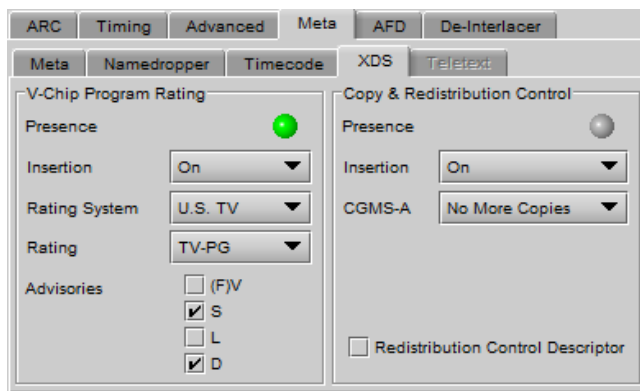 ARC Timing Advanced Meta AFD De-Interlacer
Meta Namedropper Timecode XDS Teletext
V-Chip Program Rating
Presence
Insertion On
Rating System U.S. TV
Rating TV-PG
Advisories (F)V
S
L
D
Copy & Redistribution Control
Presence
Insertion On
CGMS-A No More Copies
Redistribution Control Descriptor